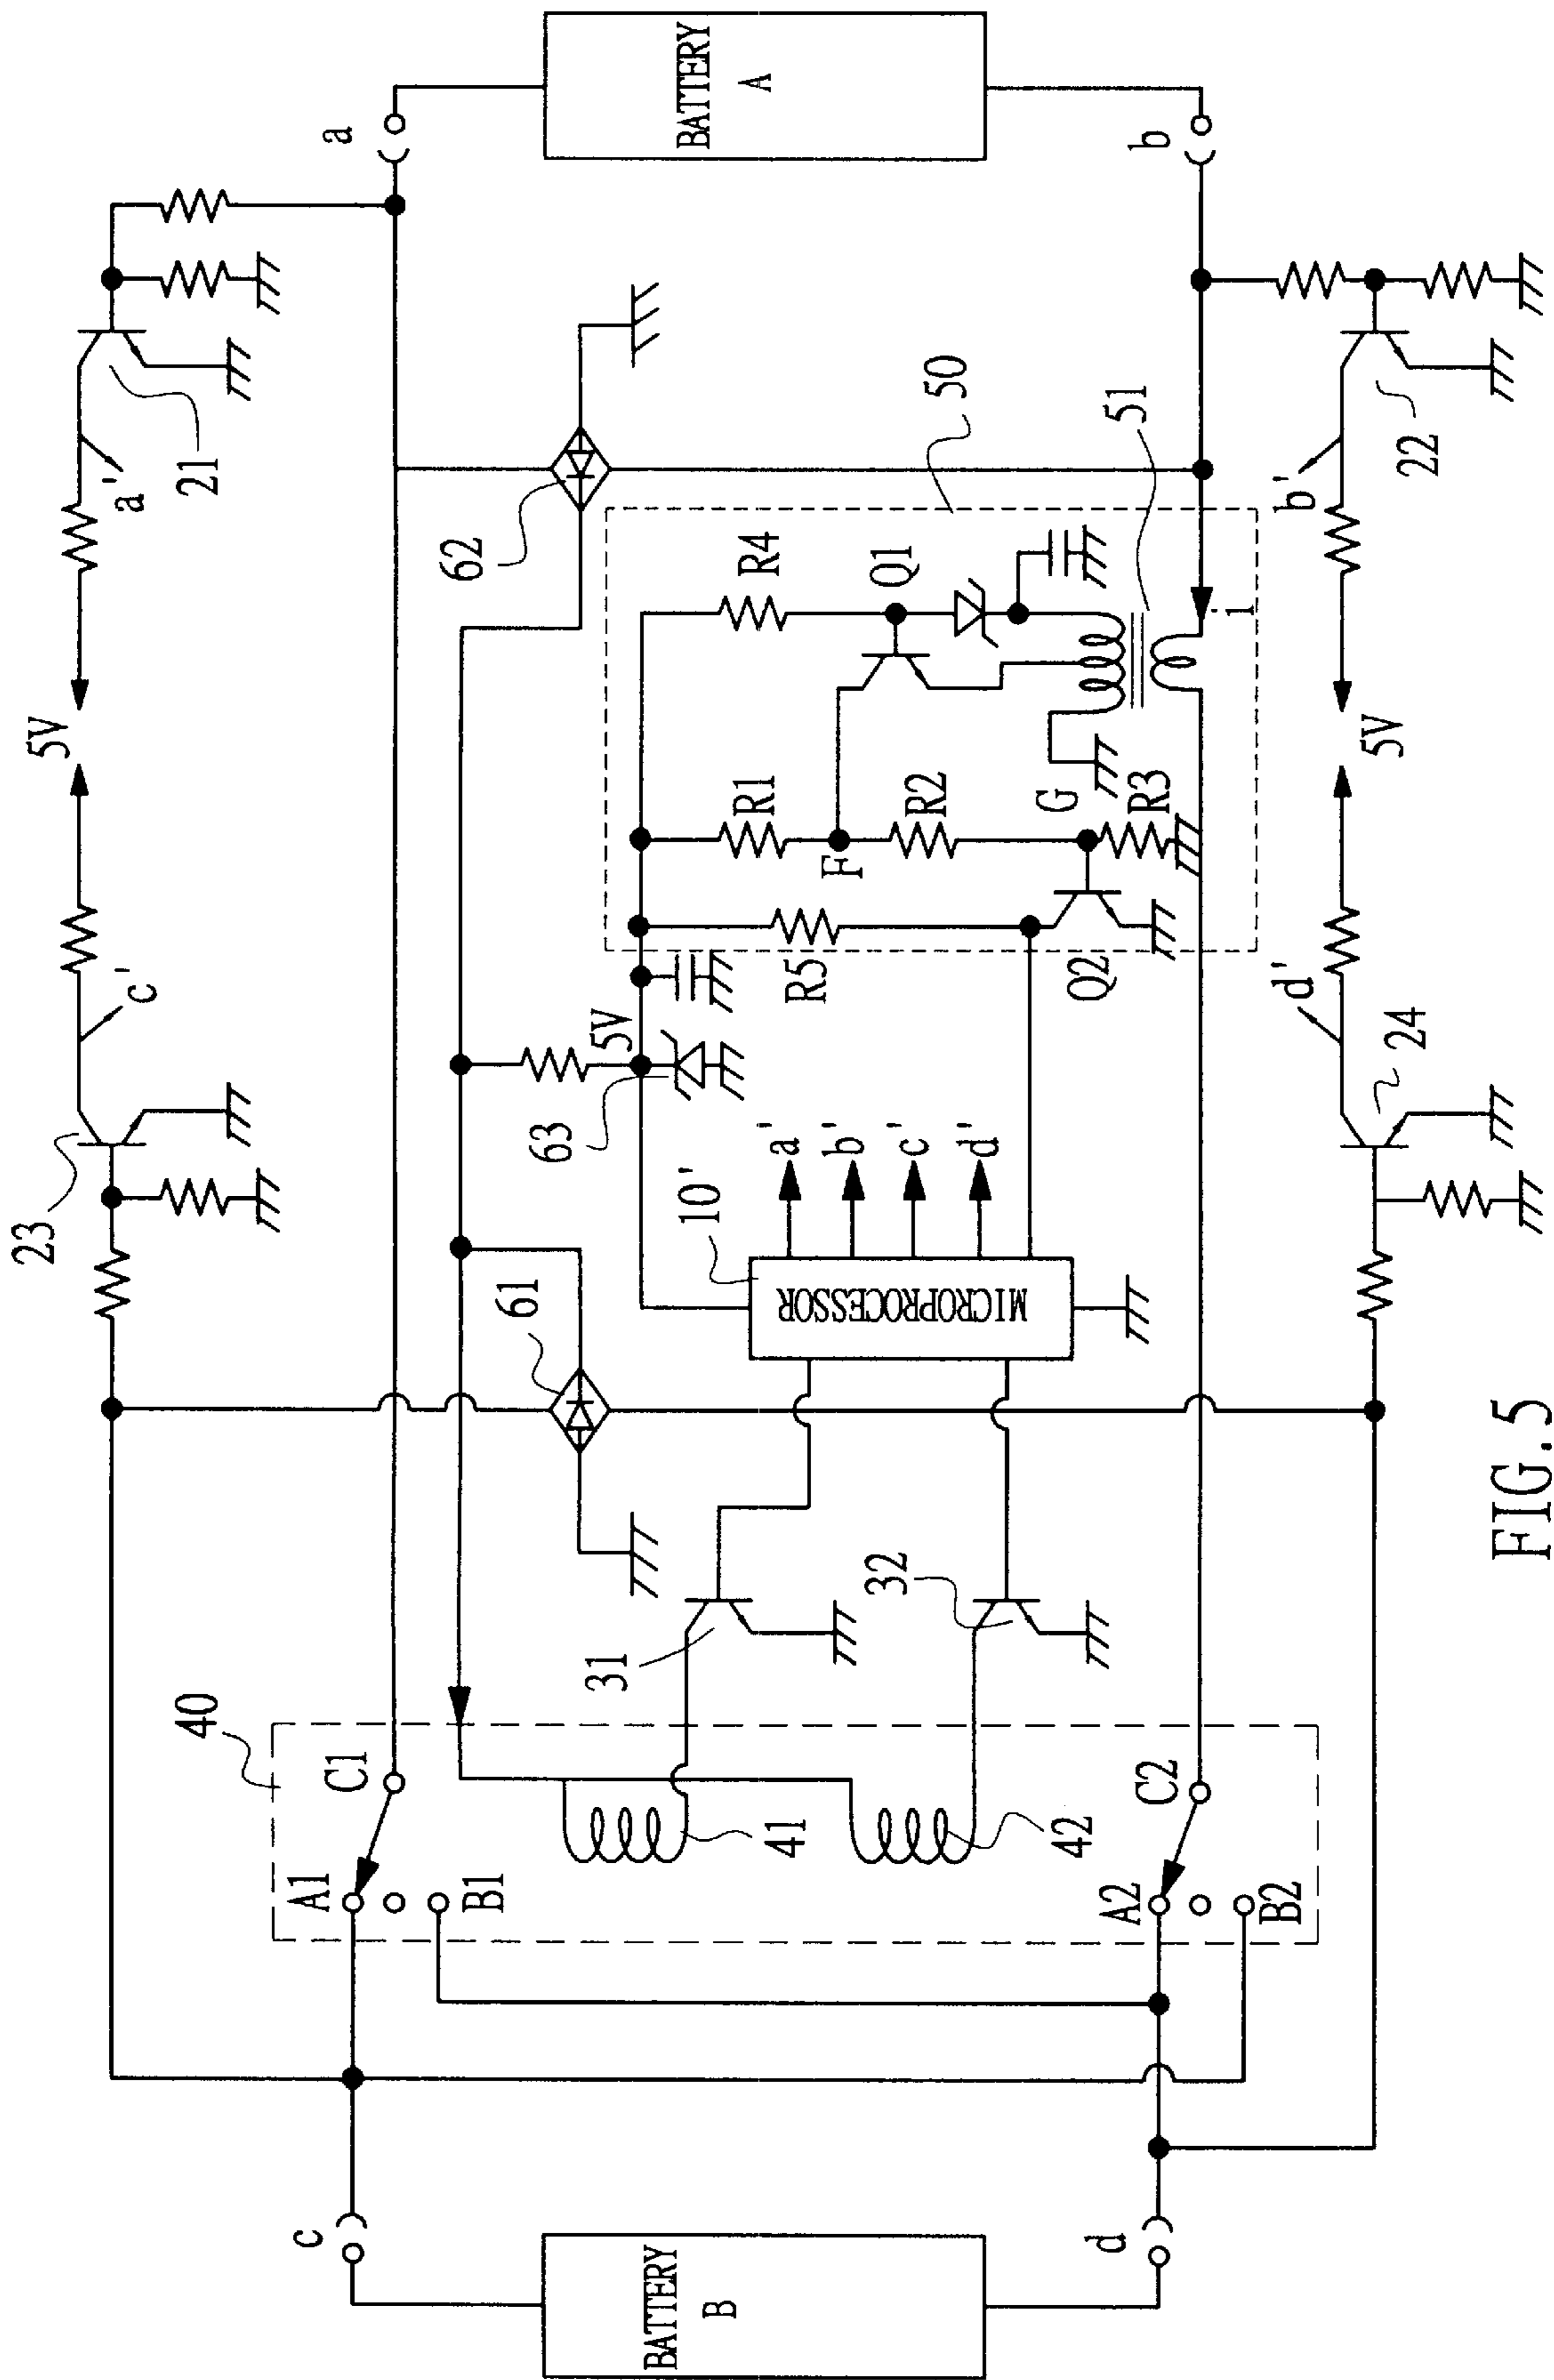 BATTERY
A
a
b
21
a'
22
b'
5V
5V
62
50
51
R4
Q1
i
R1
R2
G
R3
F
R5
Q2
c'
d'
5V
63
23
24
10'
a'
b'
c'
d'
MICROPROCESSOR
61
31
32
40
C1
C2
41
42
A1
B1
A2
B2
c
d
BATTERY
B
FIG.5